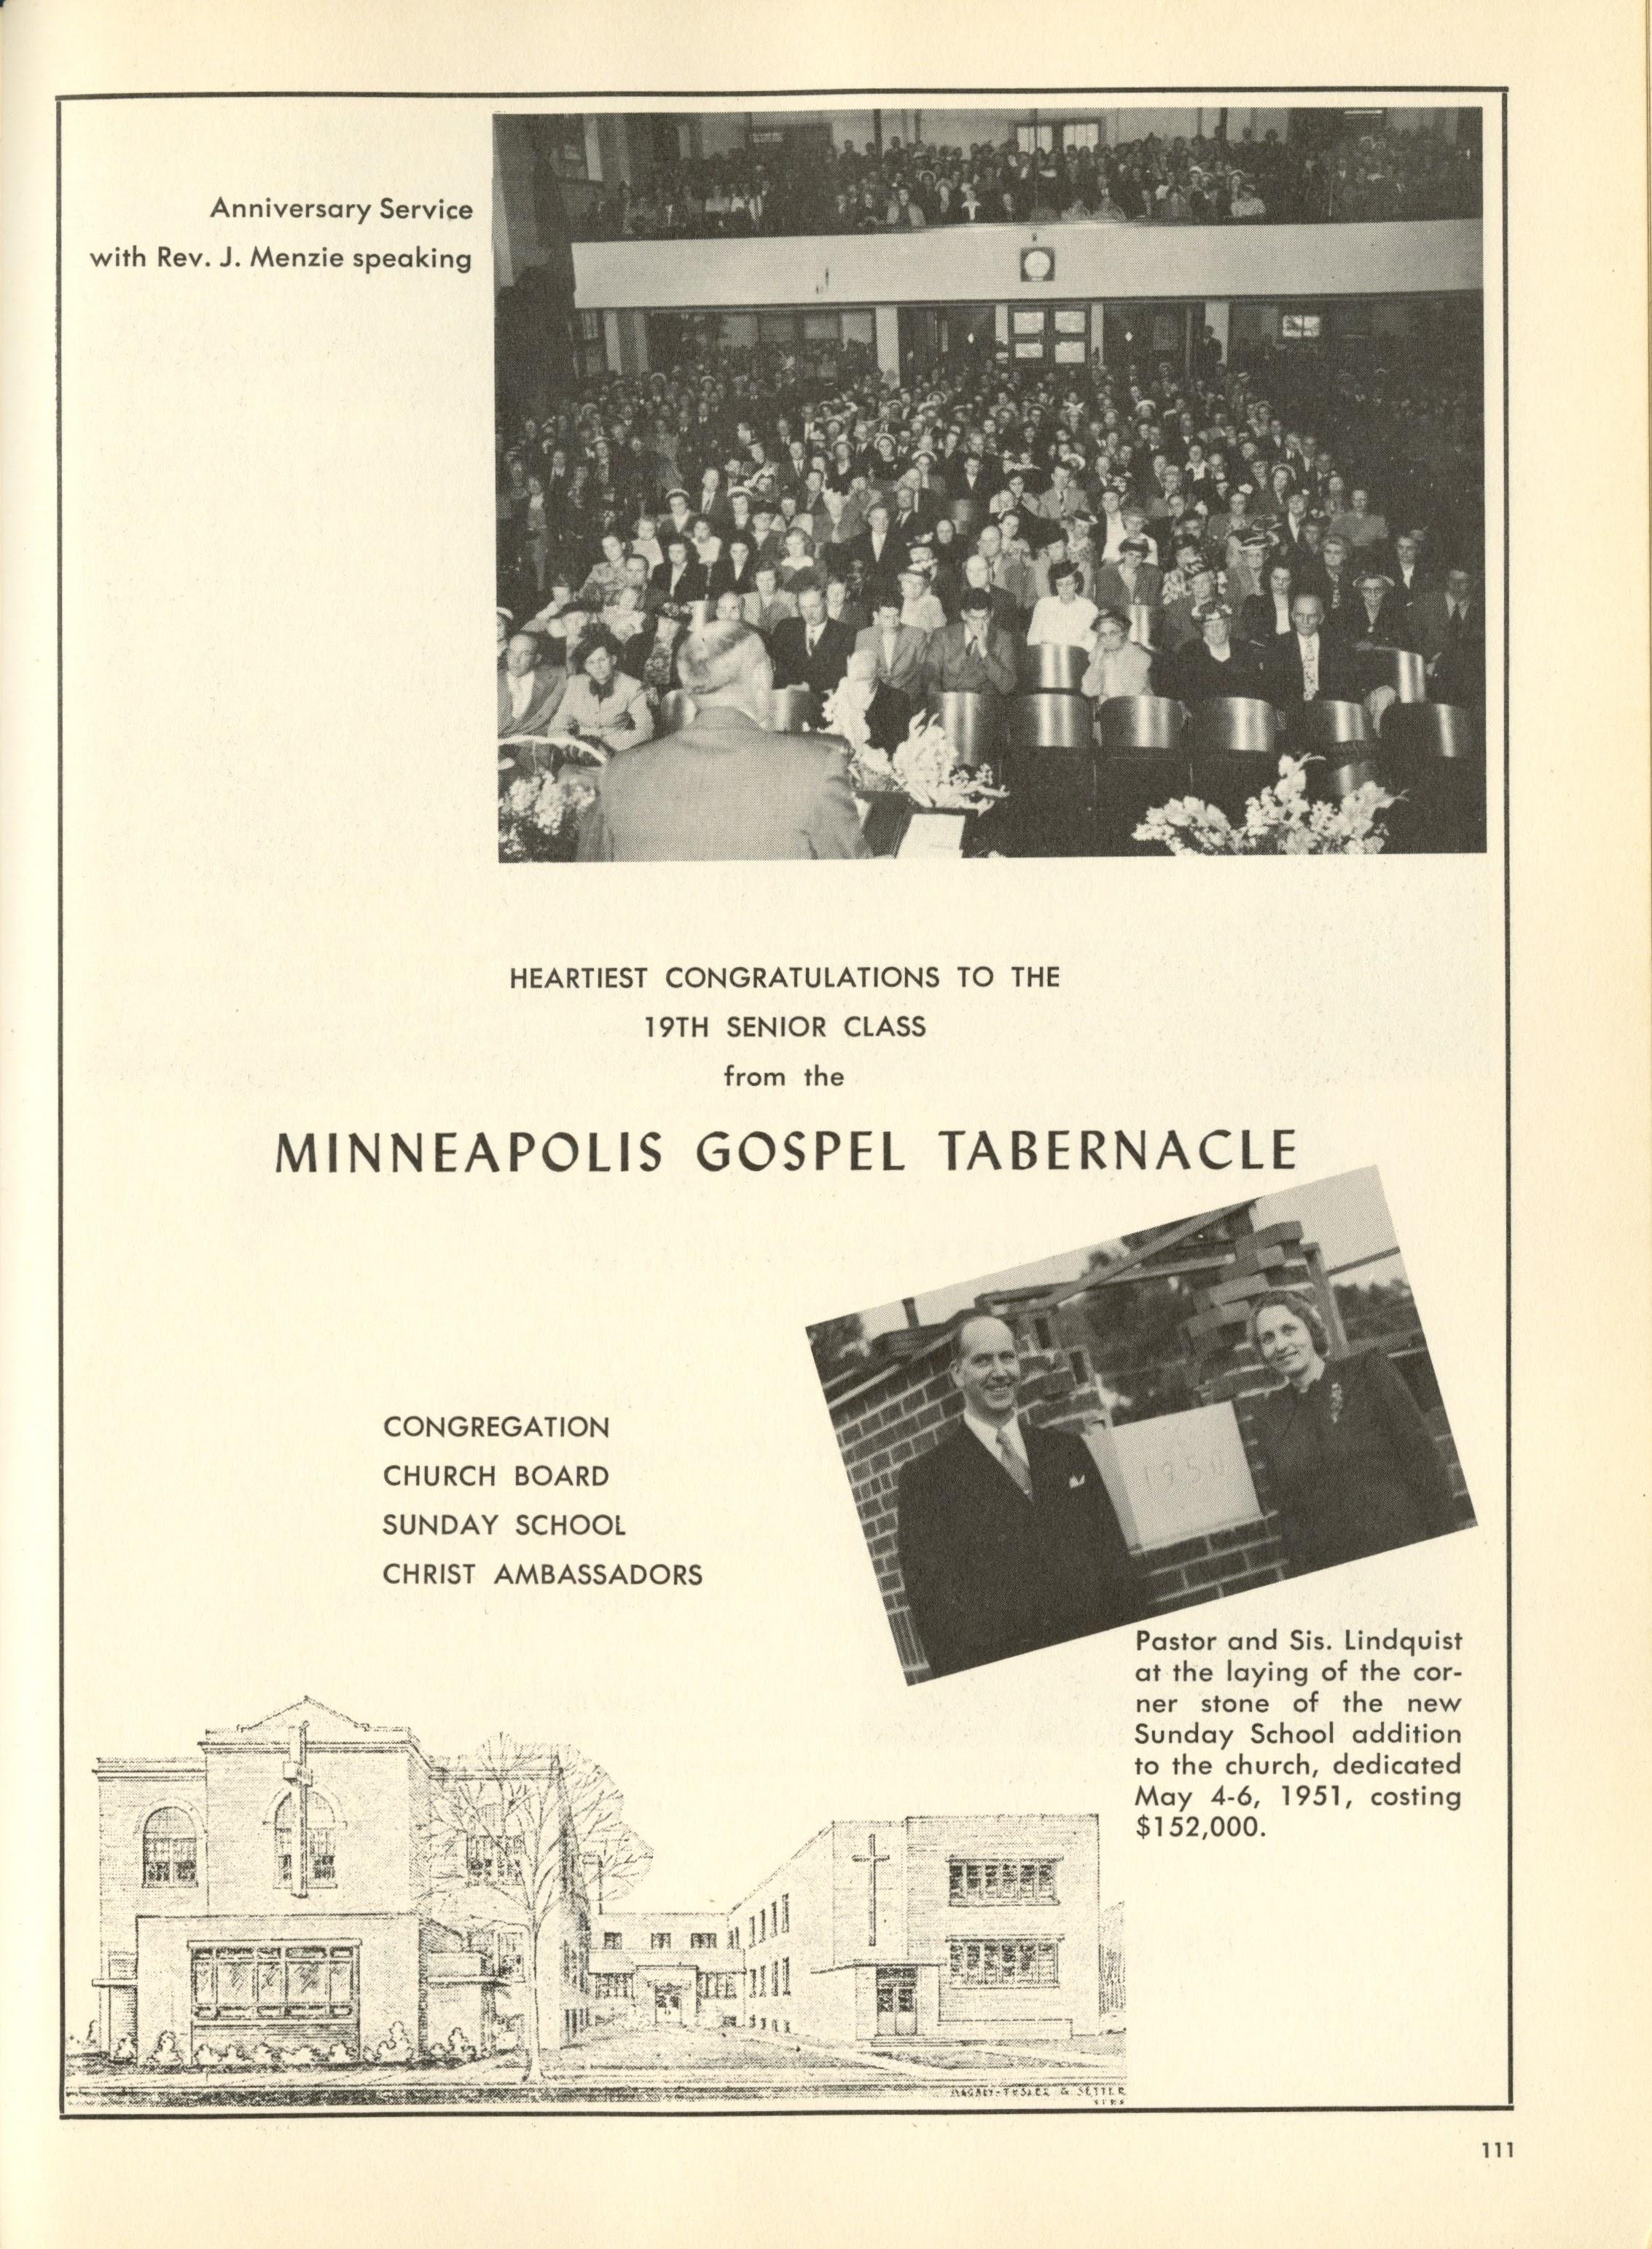 Anniversary Service
with Rev. J. Menzie speaking
HEARTIEST CONGRATULATIONS TO THE
19TH SENIOR CLASS
from the
MINNEAPOLIS GOSPEL TABERNACLE
CONGREGATION
CHURCH BOARD
SUNDAY SCHOOL
CHRIST AMBASSADORS
Pastor and Sis. Lindquist
at the laying of the cor-
ner stone of the new
Sunday School addition
to the church, dedicated
May 4-6, 1951, costing
$152,000.
& SETTER
111